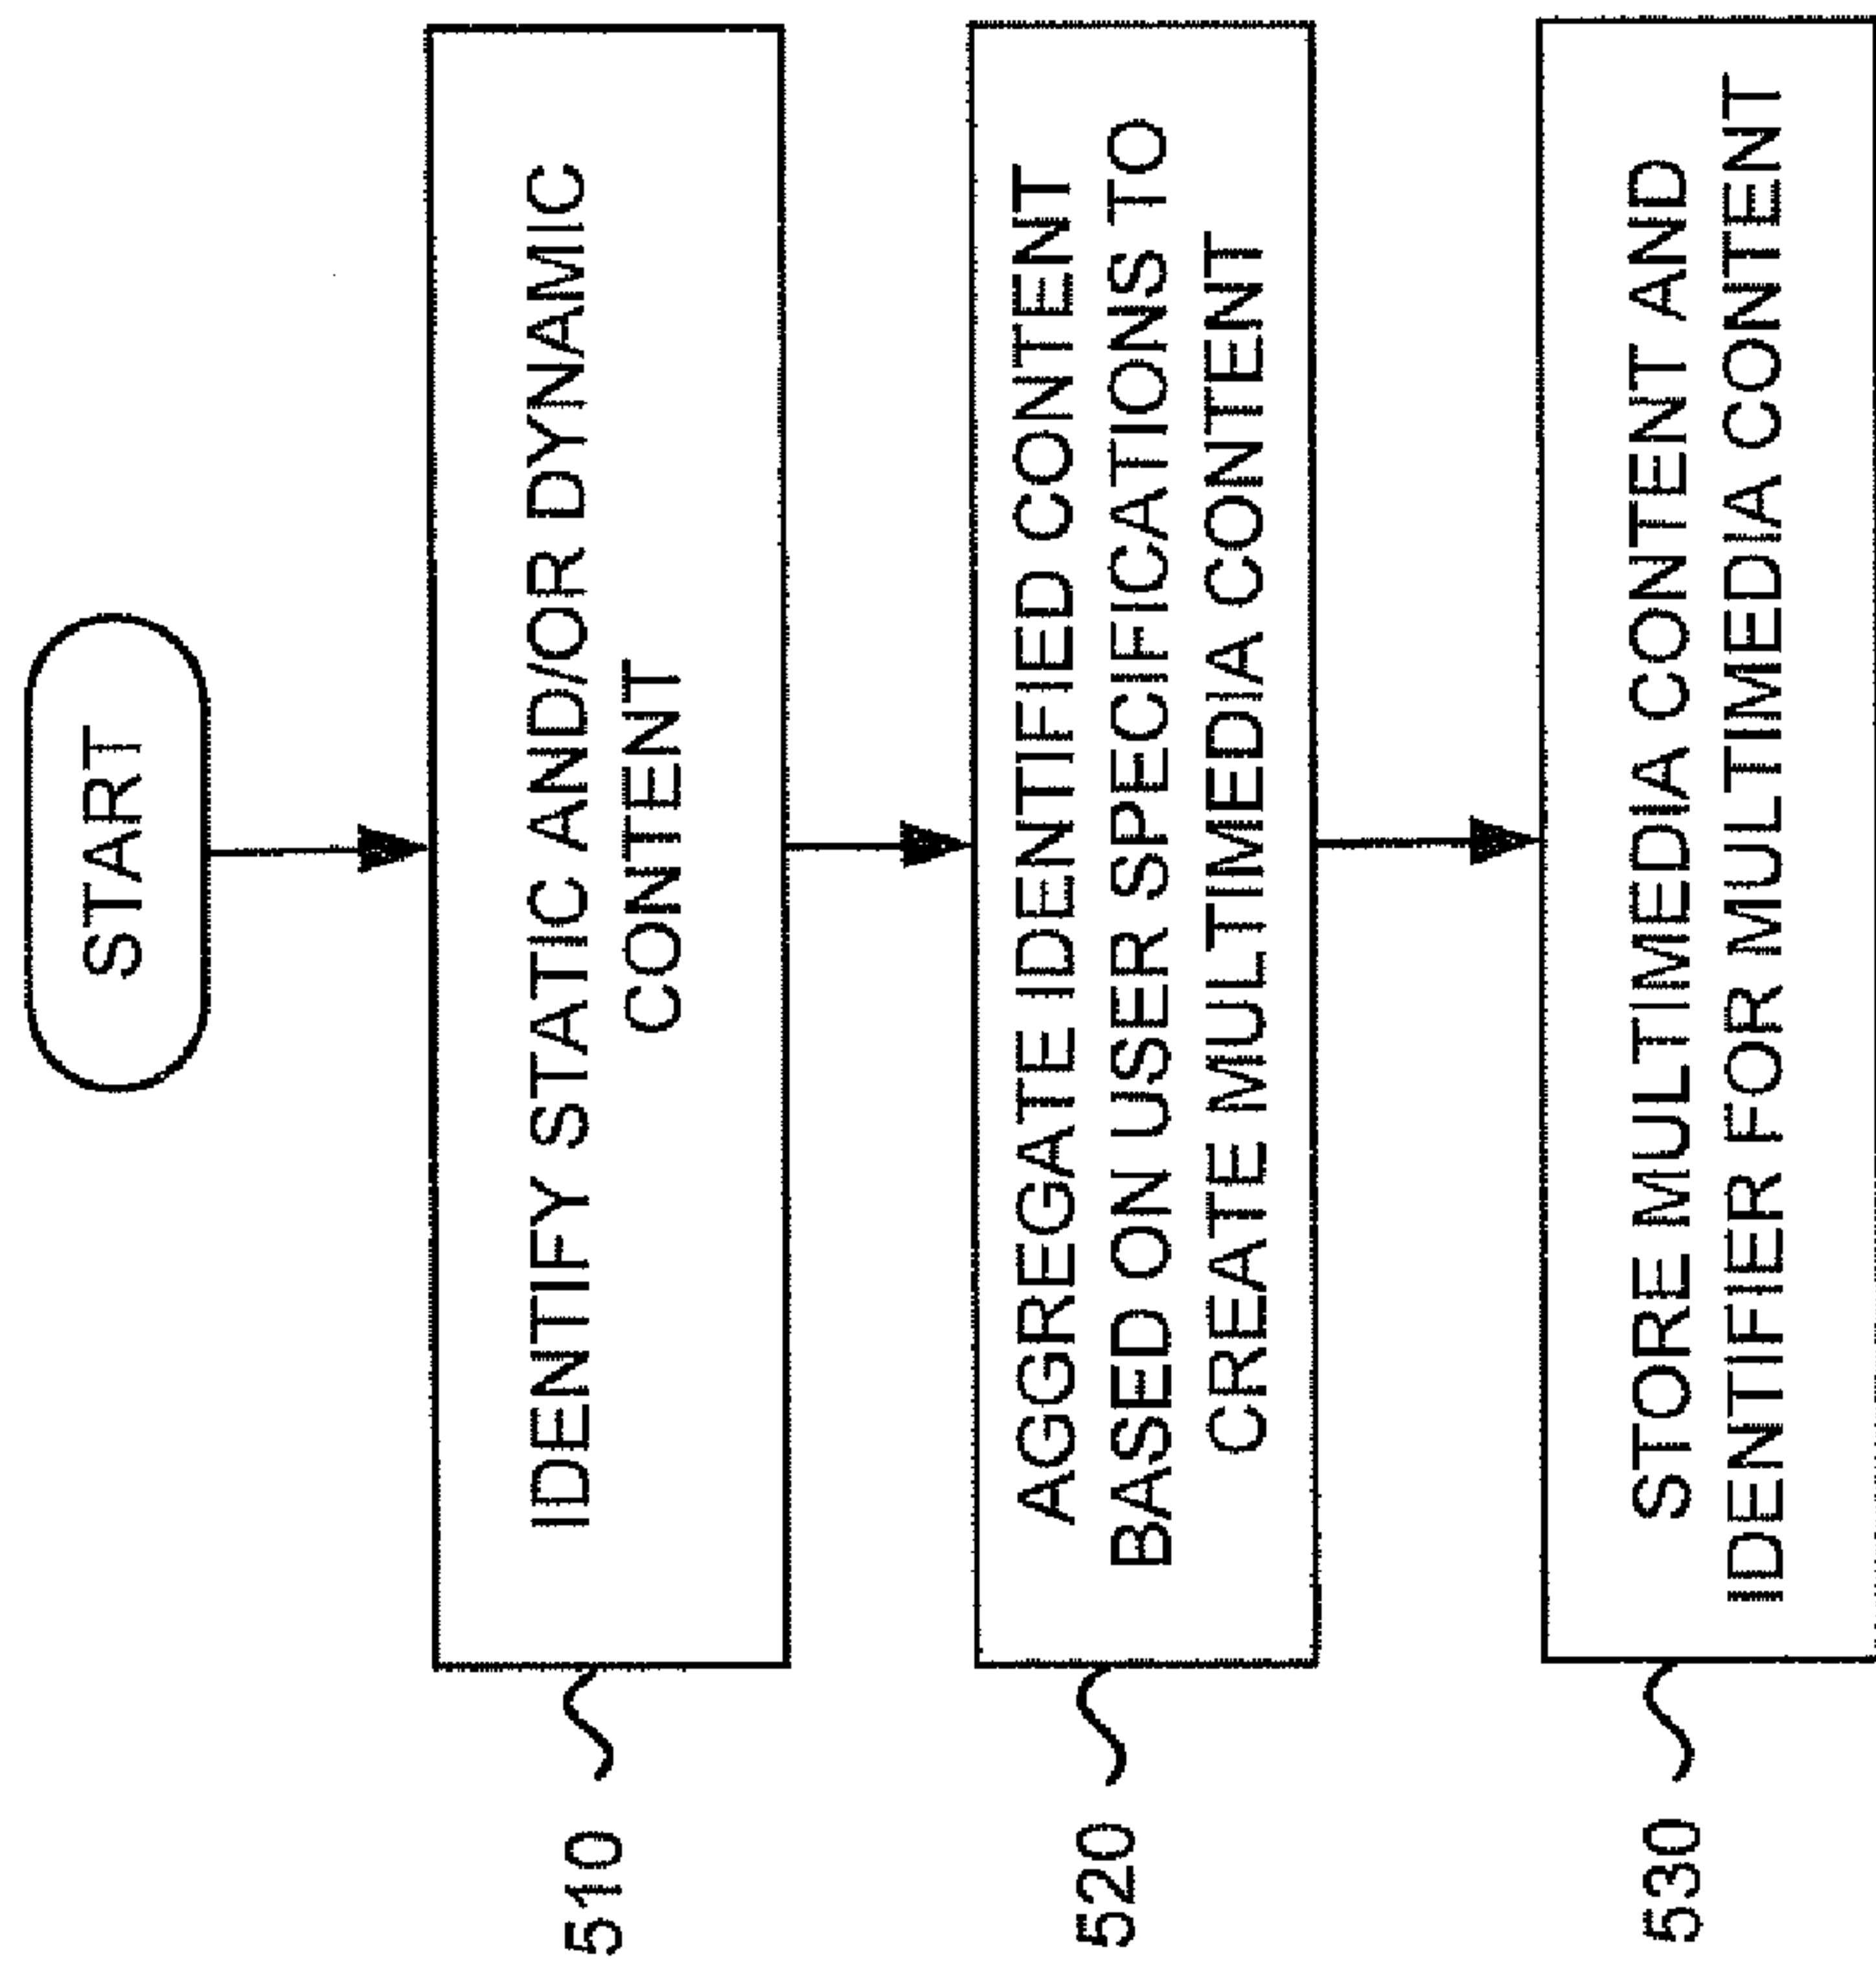 START
510
IDENTIFY STATIC AND/OR DYNAMIC
CONTENT
520
AGGREGATE IDENTIFIED CONTENT
BASED ON USER SPECIFICATIONS TO
CREATE MULTIMEDIA CONTENT
530
STORE MULTIMEDIA CONTENT AND
IDENTIFIER FOR MULTIMEDIA CONTENT